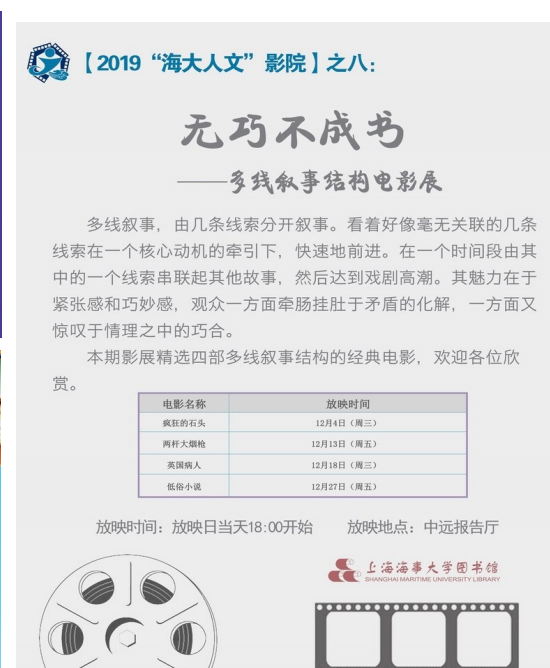 【2019 “海大人文”影院】之八：
无巧不成书
——多线叙事结构电影展
多线叙事，由几条线索分开叙事。看着好像毫无关联的几条
线索在一个核心动机的牵引下，快速地前进。在一个时间段由其
中的一个线索串联起其他故事，然后达到戏剧高潮。其魅力在于
紧张感和巧妙感，观众一方面牵肠挂肚于矛盾的化解，一方面又
惊叹于情理之中的巧合。
本期影展精选四部多线叙事结构的经典电影，欢迎各位欣
赏。
电影名称 放映时间
疯狂的石头 12月4日（周三）
两杆大烟枪 12月13日（周五）
英国病人 12月18日（周三）
低俗小说 12月27日（周五）
放映时间：放映日当天18:00开始 放映地点：中远报告厅
上海海事大学图书馆
SHANGHAI MARITIME UNIVERSITY LIBRARY